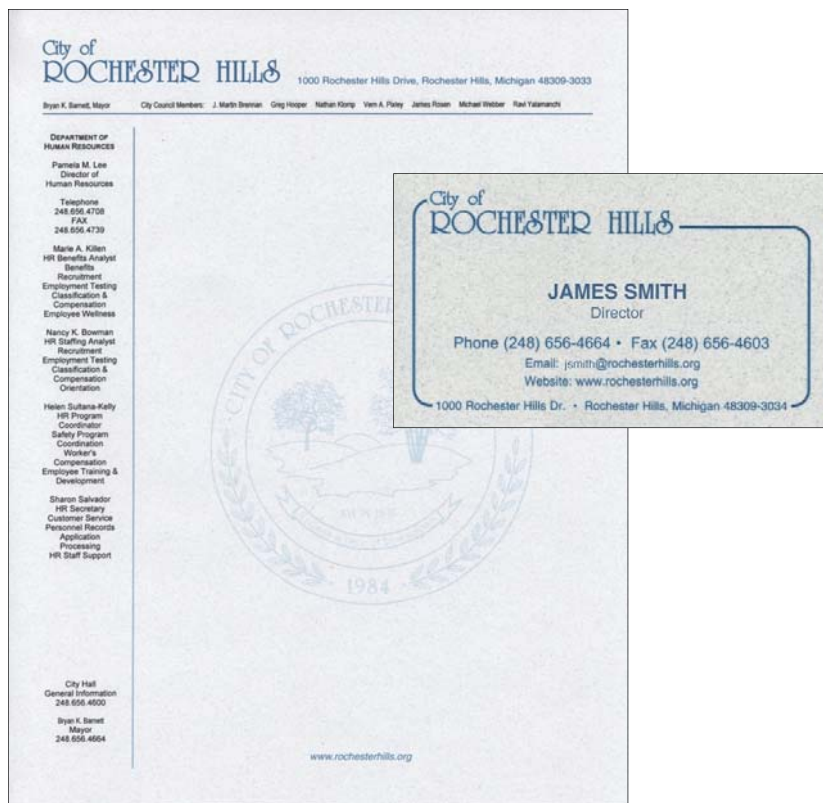 City of
ROCHESTER HILLS
1000 Rochester Hills Drive, Rochester Hills, Michigan 48309-3033
Bryan K. Barnett, Mayor City Council Members: J. Martin Brennan Greg Hooper Nathan Klomp Vern A. Pixley James Rosen Michael Webber Ravi Yalamanchi
DEPARTMENT OF
HUMAN RESOURCES
Pamela M. Lee
Director of
Human Resources
Telephone
248.656.4708
FAX
248.656.4739
Marie A. Killen
HR Benefits Analyst
Benefits
Recruitment
Employment Testing
Classification &
Compensation
Employee Wellness
Nancy K. Bowman
HR Staffing Analyst
Recruitment
Employment Testing
Classification &
Compensation
Orientation
Helen Sultana-Kelly
HR Program
Coordinator
Safety Program
Coordination
Worker's
Compensation
Employee Training &
Development
Sharon Salvador
HR Secretary
Customer Service
Personnel Records
Application
Processing
HR Staff Support
City Hall
General Information
248.656.4600
Bryan K. Barnett
Mayor
248.656.4664
CITY OF ROCHESTER
1984
www.rochesterhills.org
City of
ROCHESTER HILLS
JAMES SMITH
Director
Phone (248) 656-4664 • Fax (248) 656-4603
Email: jsmith@rochesterhills.org
Website: www.rochesterhills.org
1000 Rochester Hills Dr. • Rochester Hills, Michigan 48309-3034